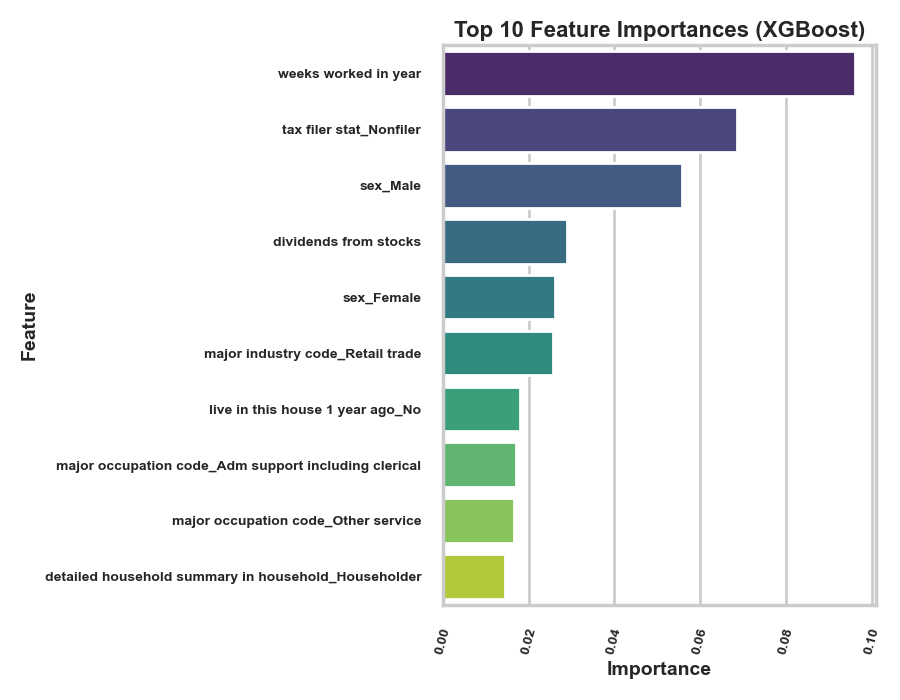 Top 10 Feature Importances (XGBoost)
Feature
weeks worked in year
tax filer stat_Nonfiler
sex_Male
dividends from stocks
sex_Female
major industry code_Retail trade
live in this house 1 year ago_No
major occupation code_Adm support including clerical
major occupation code_Other service
detailed household summary in household_Householder
0.00 0.02 0.04 0.06 0.08 0.10
Importance